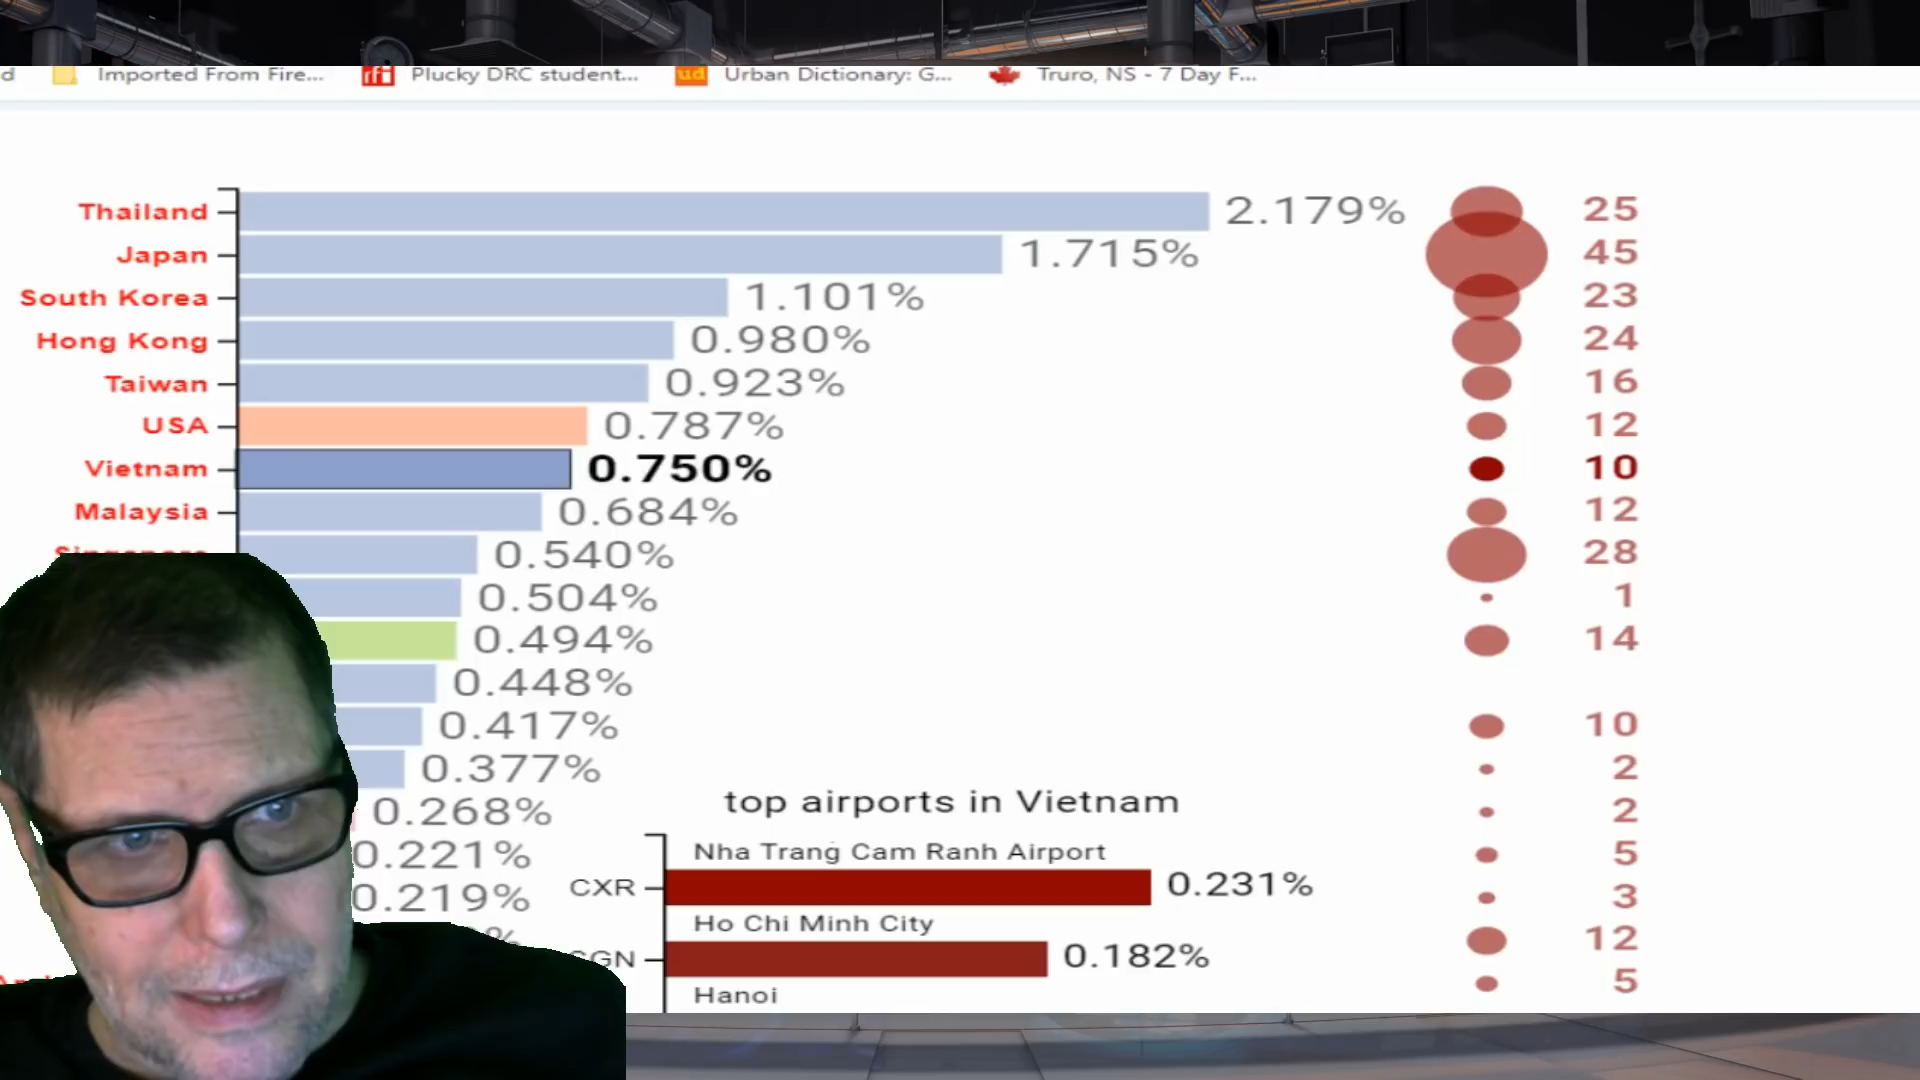 d Imported From Fire... rfi Plucky DRC student... ud Urban Dictionary: G... Truro, NS - 7 Day F...
Thailand 2.179% 25
Japan 1.715% 45
South Korea 1.101% 23
Hong Kong 0.980% 24
Taiwan 0.923% 16
USA 0.787% 12
Vietnam 0.750% 10
Malaysia 0.684% 12
Singapore 0.540% 28
0.504% 1
0.494% 14
0.448%
0.417% 10
0.377% 2
0.268% 2
0.221% 5
0.219% 3
12
5
top airports in Vietnam
Nha Trang Cam Ranh Airport
CXR 0.231%
Ho Chi Minh City
SGN 0.182%
Hanoi